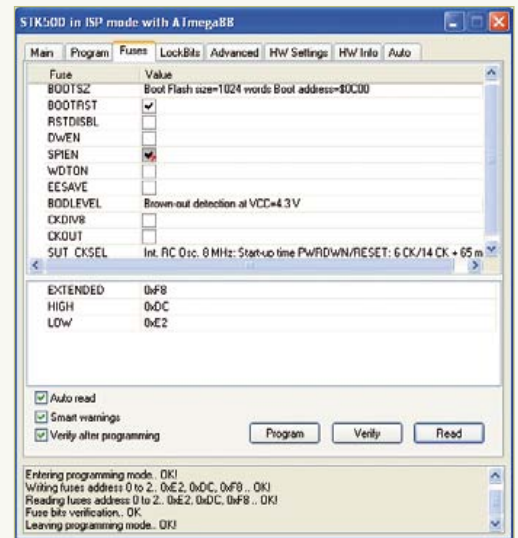 STK500 in ISP mode with ATmega88
Main Program Fuses LockBits Advanced HW Settings HW Info Auto
Fuse Value
BOOTSZ Boot Flash size=1024 words Boot address=$0C00
BOOTRST
RSTDISBL
DWEN
SPIEN
WDTON
EESAVE
BODLEVEL Brown-out detection at VCC=4.3 V
CKDIV8
CKOUT
SUT_CKSEL Int. RC Osc. 8 MHz; Start-up time PWRDWN/RESET: 6 CK/14 CK + 65 m
EXTENDED 0xF8
HIGH 0xDC
LOW 0xE2
Auto read
Smart warnings
Verify after programming
Program Verify Read
Entering programming mode.. OK!
Writing fuses address 0 to 2.. 0xE2, 0xDC, 0xF8 .. OK!
Reading fuses address 0 to 2.. 0xE2, 0xDC, 0xF8 .. OK!
Fuse bits verification.. OK
Leaving programming mode.. OK!